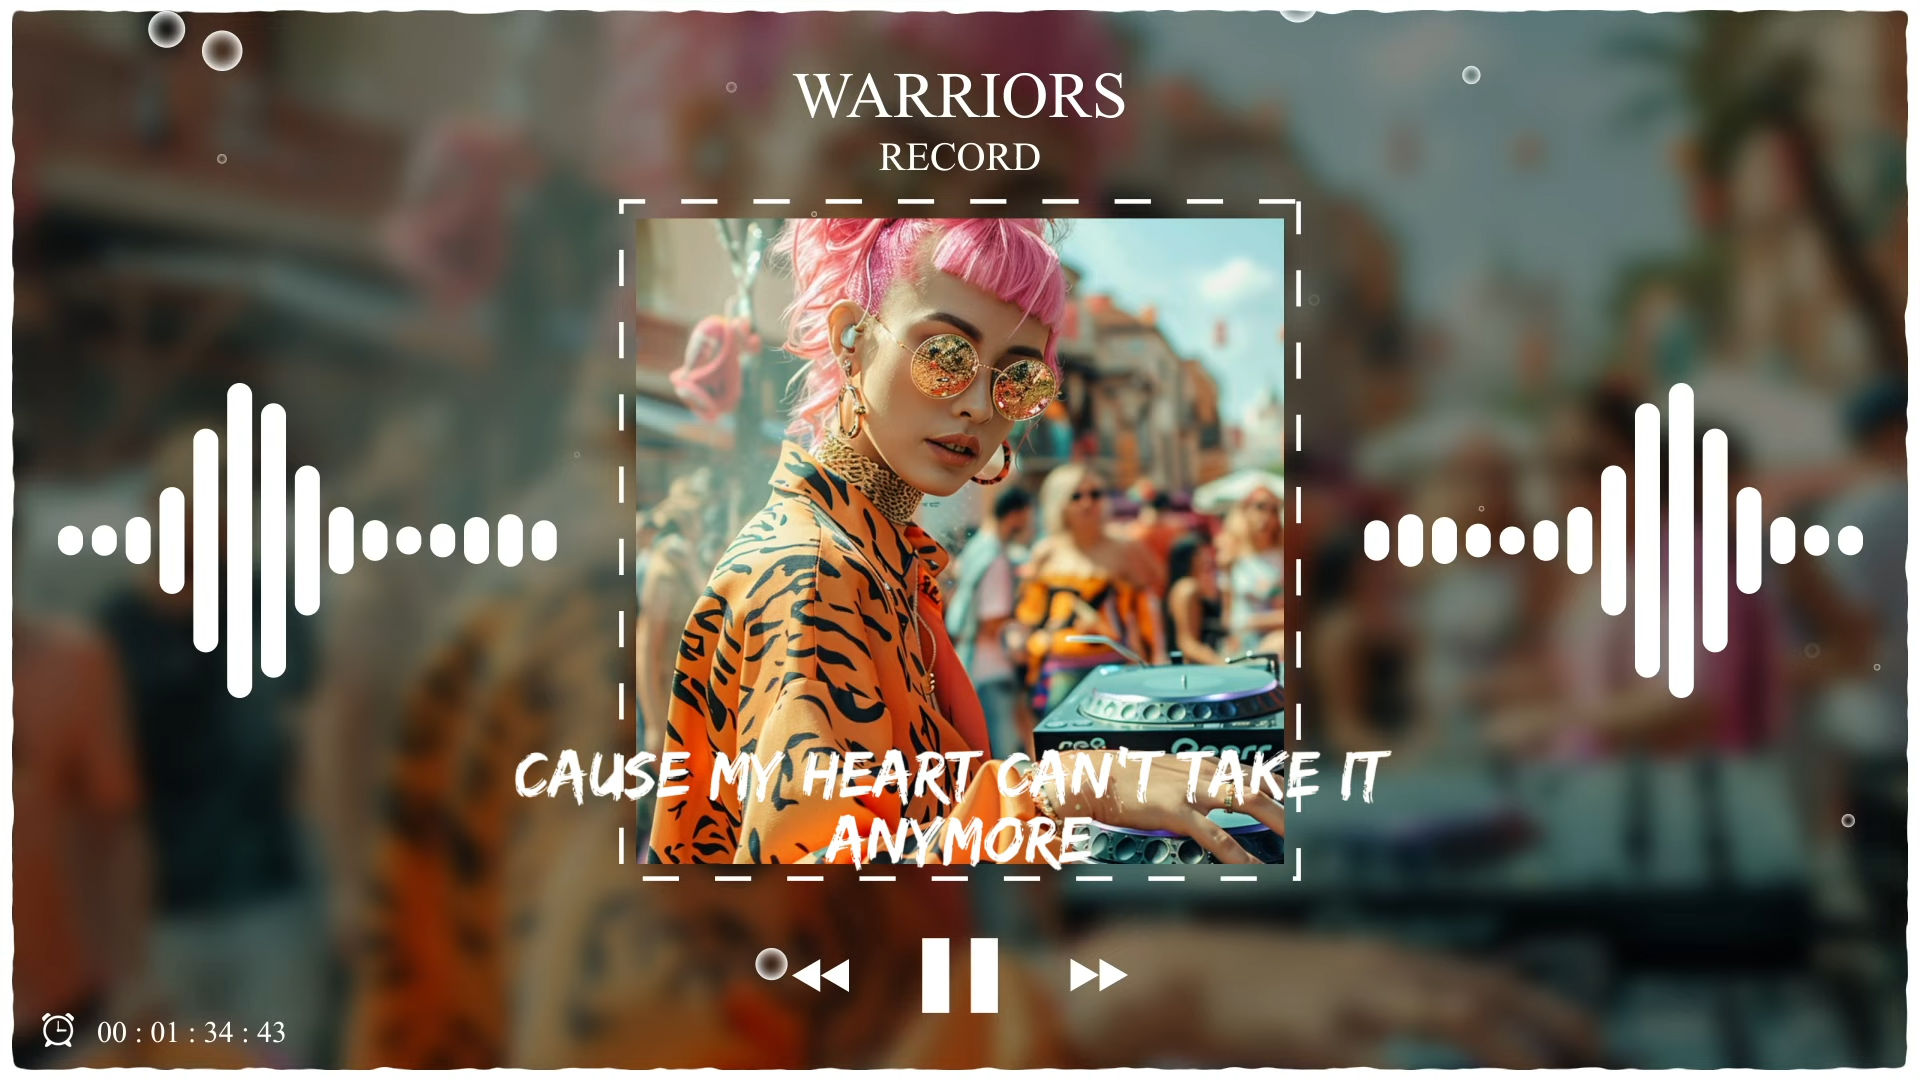 WARRIORS
RECORD
CAUSE MY HEART CAN'T TAKE IT
ANYMORE
00 : 01 : 34 : 43